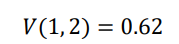 V(1,2) = 0.62